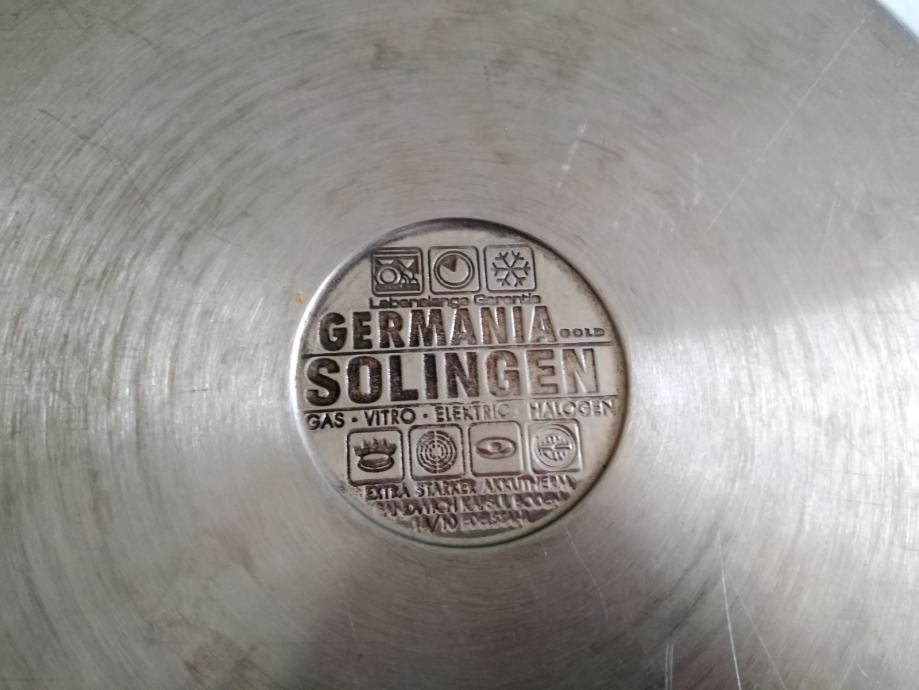 Lebenslange Garantie
GERMANIA GOLD
SOLINGEN
GAS · VITRO · ELEKTRIC HALOGEN
EXTRA STARKER AKKUTHERM
SANDWICH KAPSEL BODEN
18/10 EDELSTAHL